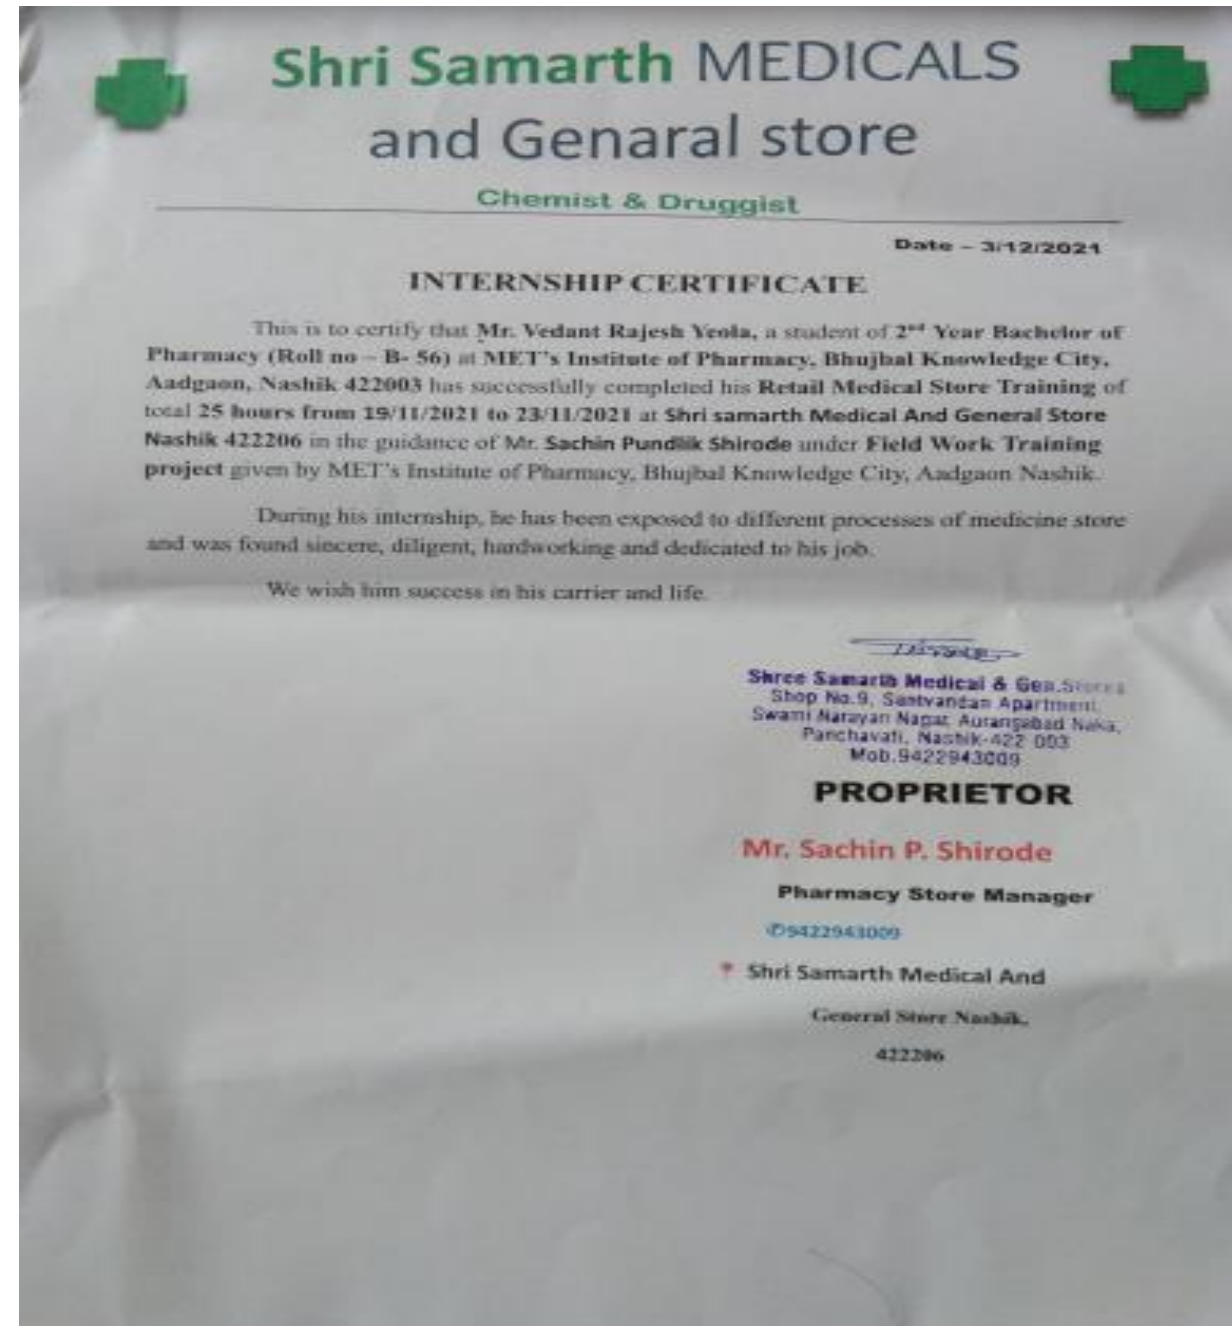 Shri Samarth MEDICALS
and Genaral store
Chemist & Druggist
Date – 3/12/2021
INTERNSHIP CERTIFICATE
This is to certify that Mr. Vedant Rajesh Yeola, a student of 2nd Year Bachelor of
Pharmacy (Roll no – B- 56) at MET's Institute of Pharmacy, Bhujbal Knowledge City,
Aadgaon, Nashik 422003 has successfully completed his Retail Medical Store Training of
total 25 hours from 19/11/2021 to 23/11/2021 at Shri samarth Medical And General Store
Nashik 422206 in the guidance of Mr. Sachin Pundlik Shirode under Field Work Training
project given by MET's Institute of Pharmacy, Bhujbal Knowledge City, Aadgaon Nashik.
During his internship, he has been exposed to different processes of medicine store
and was found sincere, diligent, hardworking and dedicated to his job.
We wish him success in his carrier and life.
Shree Samarth Medical & Gen.Stores
Shop No.9, Santvandan Apartment,
Swami Narayan Nagar, Aurangabad Naka,
Panchavati, Nashik-422 003
Mob.9422943009
PROPRIETOR
Mr. Sachin P. Shirode
Pharmacy Store Manager
✆9422943009
Shri Samarth Medical And
General Store Nashik,
422206